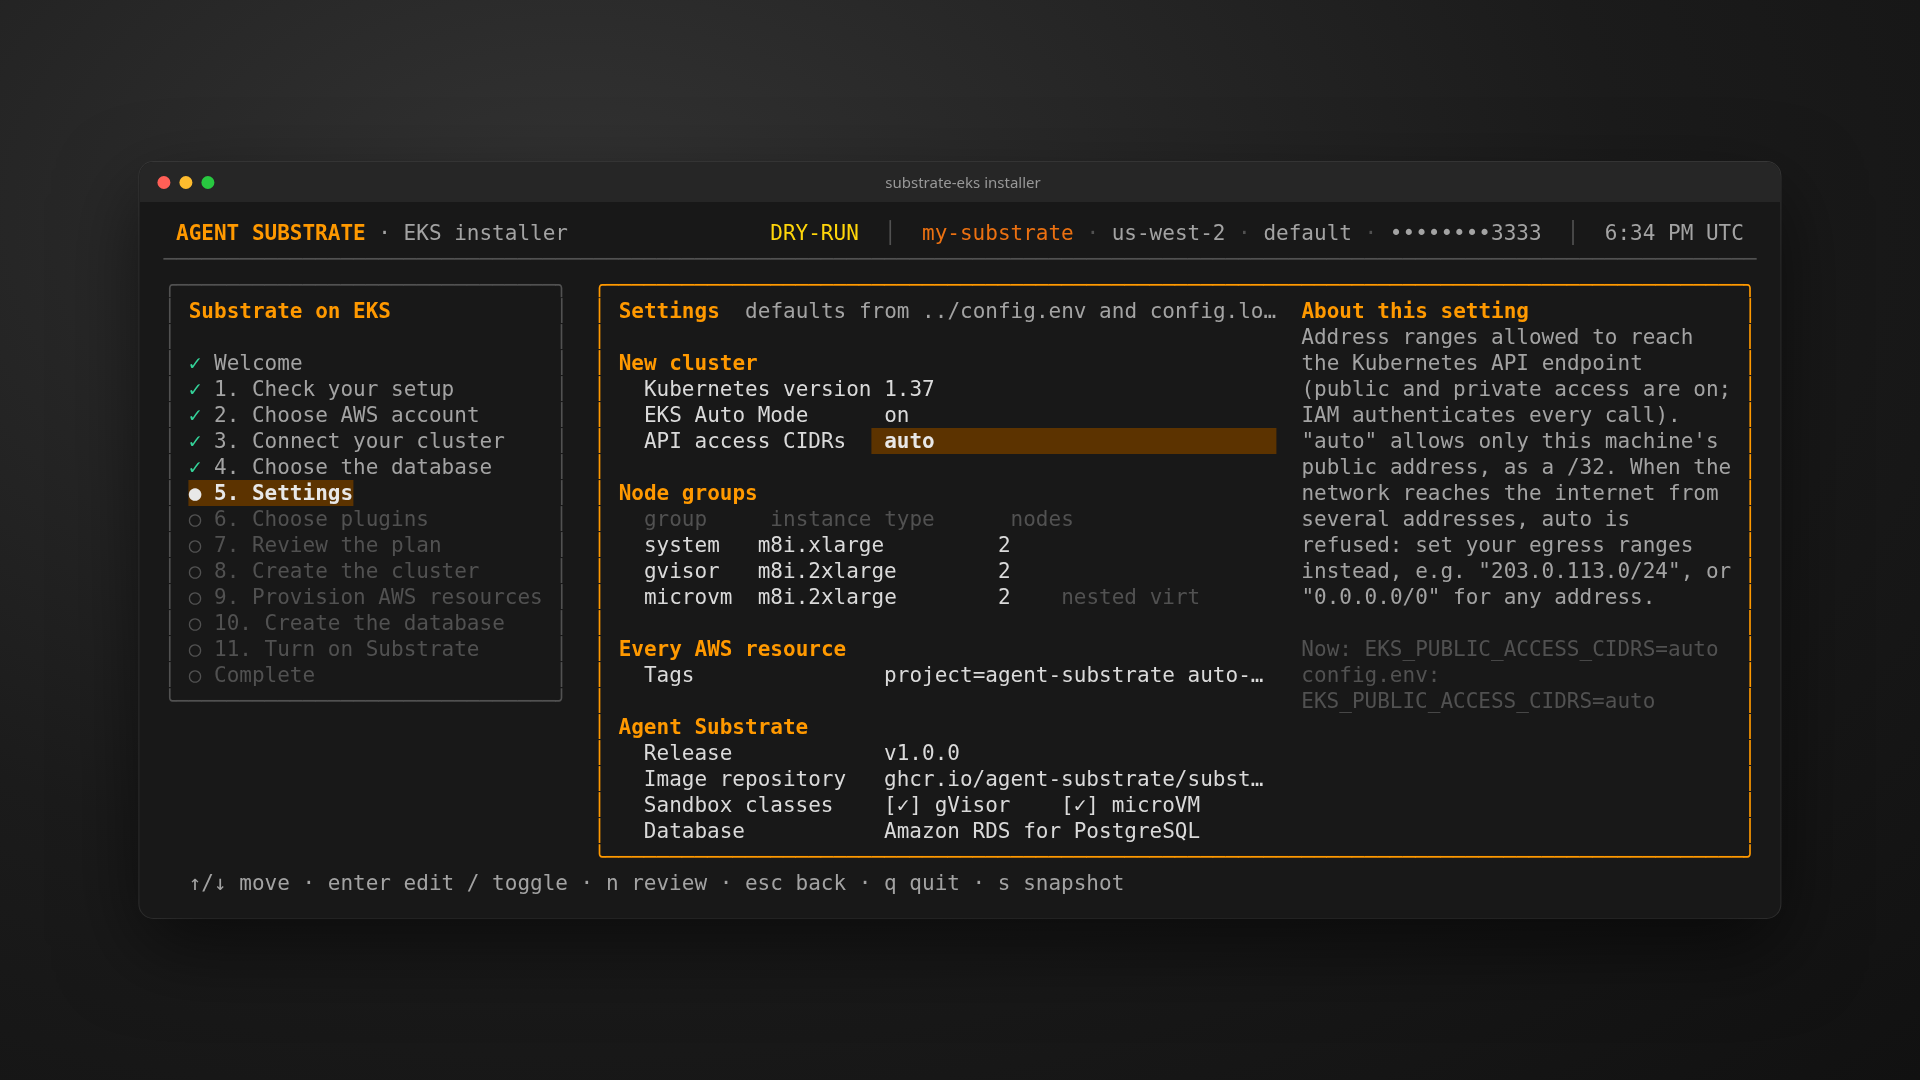 substrate-eks installer
AGENT SUBSTRATE · EKS installer DRY-RUN │ my-substrate · us-west-2 · default · ••••••••3333 │ 6:34 PM UTC
Substrate on EKS
✓ Welcome
✓ 1. Check your setup
✓ 2. Choose AWS account
✓ 3. Connect your cluster
✓ 4. Choose the database
● 5. Settings
○ 6. Choose plugins
○ 7. Review the plan
○ 8. Create the cluster
○ 9. Provision AWS resources
○ 10. Create the database
○ 11. Turn on Substrate
○ Complete
Settings defaults from ../config.env and config.lo…
New cluster
Kubernetes version 1.37
EKS Auto Mode on
API access CIDRs auto
Node groups
group instance type nodes
system m8i.xlarge 2
gvisor m8i.2xlarge 2
microvm m8i.2xlarge 2 nested virt
Every AWS resource
Tags project=agent-substrate auto-…
Agent Substrate
Release v1.0.0
Image repository ghcr.io/agent-substrate/subst…
Sandbox classes [✓] gVisor [✓] microVM
Database Amazon RDS for PostgreSQL
About this setting
Address ranges allowed to reach
the Kubernetes API endpoint
(public and private access are on;
IAM authenticates every call).
"auto" allows only this machine's
public address, as a /32. When the
network reaches the internet from
several addresses, auto is
refused: set your egress ranges
instead, e.g. "203.0.113.0/24", or
"0.0.0.0/0" for any address.
Now: EKS_PUBLIC_ACCESS_CIDRS=auto
config.env:
EKS_PUBLIC_ACCESS_CIDRS=auto
↑/↓ move · enter edit / toggle · n review · esc back · q quit · s snapshot